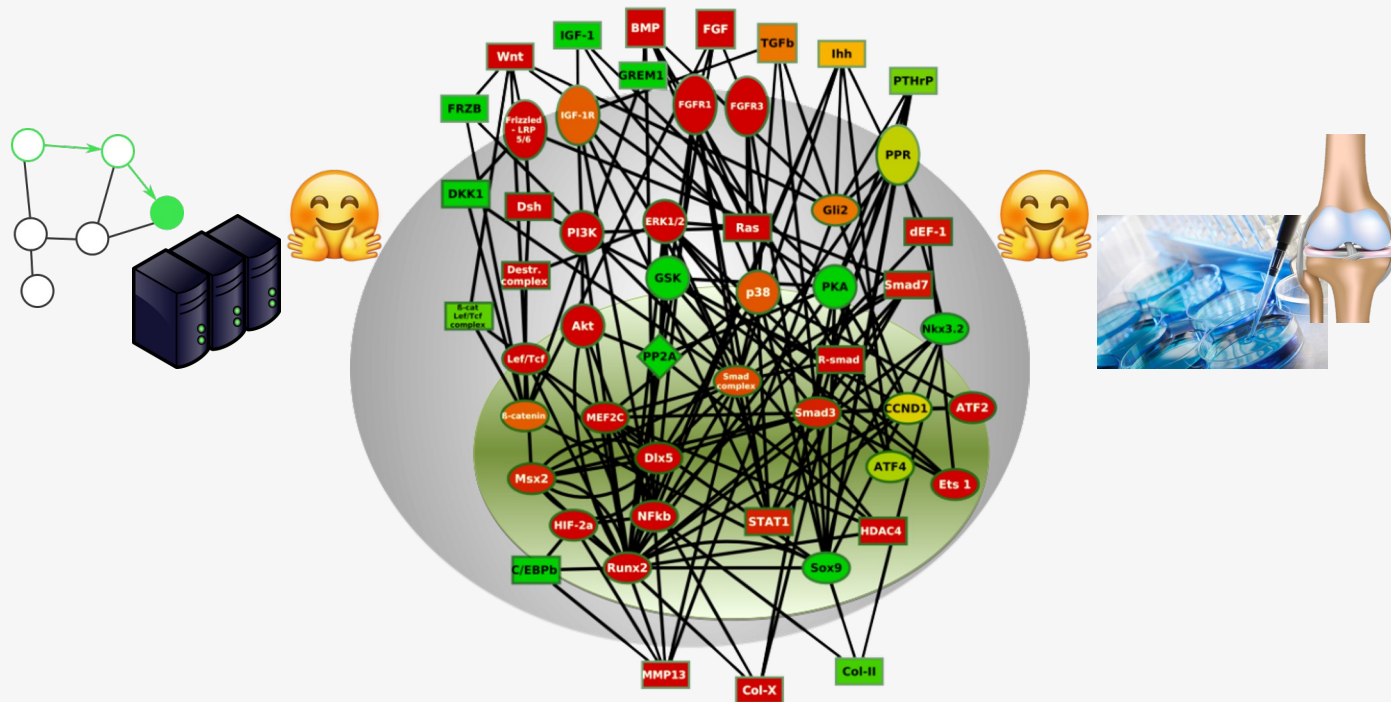 IGF-1
BMP
FGF
TGFb
Ihh
Wnt
GREM1
PTHrP
FRZB
Frizzled
- LRP
5/6
IGF-1R
FGFR1
FGFR3
PPR
DKK1
Dsh
PI3K
ERK1/2
Ras
Gli2
dEF-1
Destr.
complex
GSK
p38
PKA
Smad7
ß-cat
Lef/Tcf
complex
Akt
Nkx3.2
Lef/Tcf
PP2A
Smad
complex
R-smad
ß-catenin
MEF2C
Smad3
CCND1
ATF2
Msx2
Dlx5
ATF4
Ets 1
HIF-2a
NFkb
STAT1
HDAC4
C/EBPb
Runx2
Sox9
MMP13
Col-X
Col-II